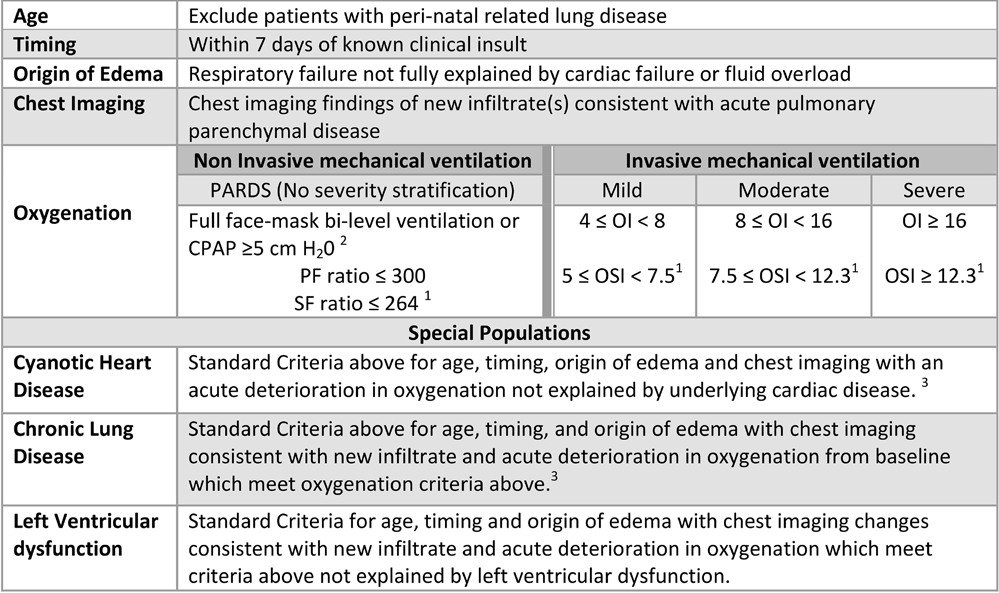 Age Exclude patients with peri-natal related lung disease
Timing Within 7 days of known clinical insult
Origin of Edema Respiratory failure not fully explained by cardiac failure or fluid overload
Chest Imaging Chest imaging findings of new infiltrate(s) consistent with acute pulmonary
parenchymal disease
Oxygenation
Non Invasive mechanical ventilation Invasive mechanical ventilation
PARDS (No severity stratification) Mild Moderate Severe
Full face-mask bi-level ventilation or 4 ≤ OI < 8 8 ≤ OI < 16 OI ≥ 16
CPAP ≥5 cm H₂0 ²
PF ratio ≤ 300 5 ≤ OSI < 7.5¹ 7.5 ≤ OSI < 12.3¹ OSI ≥ 12.3¹
SF ratio ≤ 264 ¹
Special Populations
Cyanotic Heart Standard Criteria above for age, timing, origin of edema and chest imaging with an
Disease acute deterioration in oxygenation not explained by underlying cardiac disease. ³
Chronic Lung Standard Criteria above for age, timing, and origin of edema with chest imaging
Disease consistent with new infiltrate and acute deterioration in oxygenation from baseline
which meet oxygenation criteria above.³
Left Ventricular Standard Criteria for age, timing and origin of edema with chest imaging changes
dysfunction consistent with new infiltrate and acute deterioration in oxygenation which meet
criteria above not explained by left ventricular dysfunction.